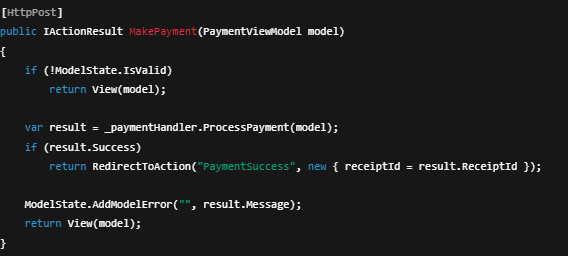 [HttpPost]
public IActionResult MakePayment(PaymentViewModel model)
{
    if (!ModelState.IsValid)
        return View(model);

    var result = _paymentHandler.ProcessPayment(model);
    if (result.Success)
        return RedirectToAction("PaymentSuccess", new { receiptId = result.ReceiptId });

    ModelState.AddModelError("", result.Message);
    return View(model);
}